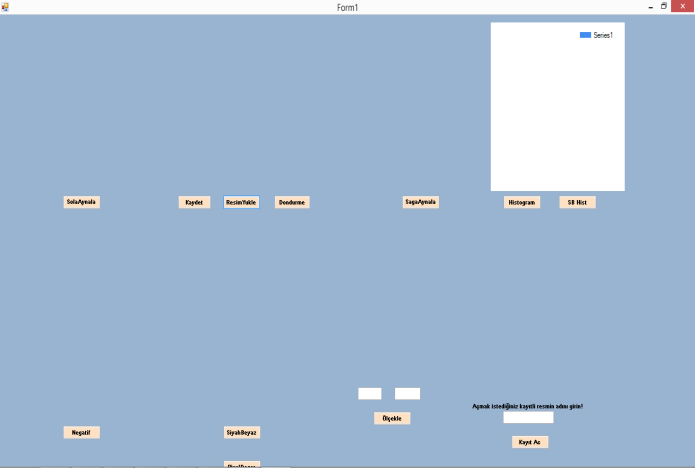 Form1
Series1
SolaAynala
Kaydet
ResimYukle
Dondurme
SagaAynala
Histogram
SB Hist
Açmak istediğiniz kayıtlı resmin adını girin!
Ölçekle
Negatif
SiyahBeyaz
Kayıt Ac